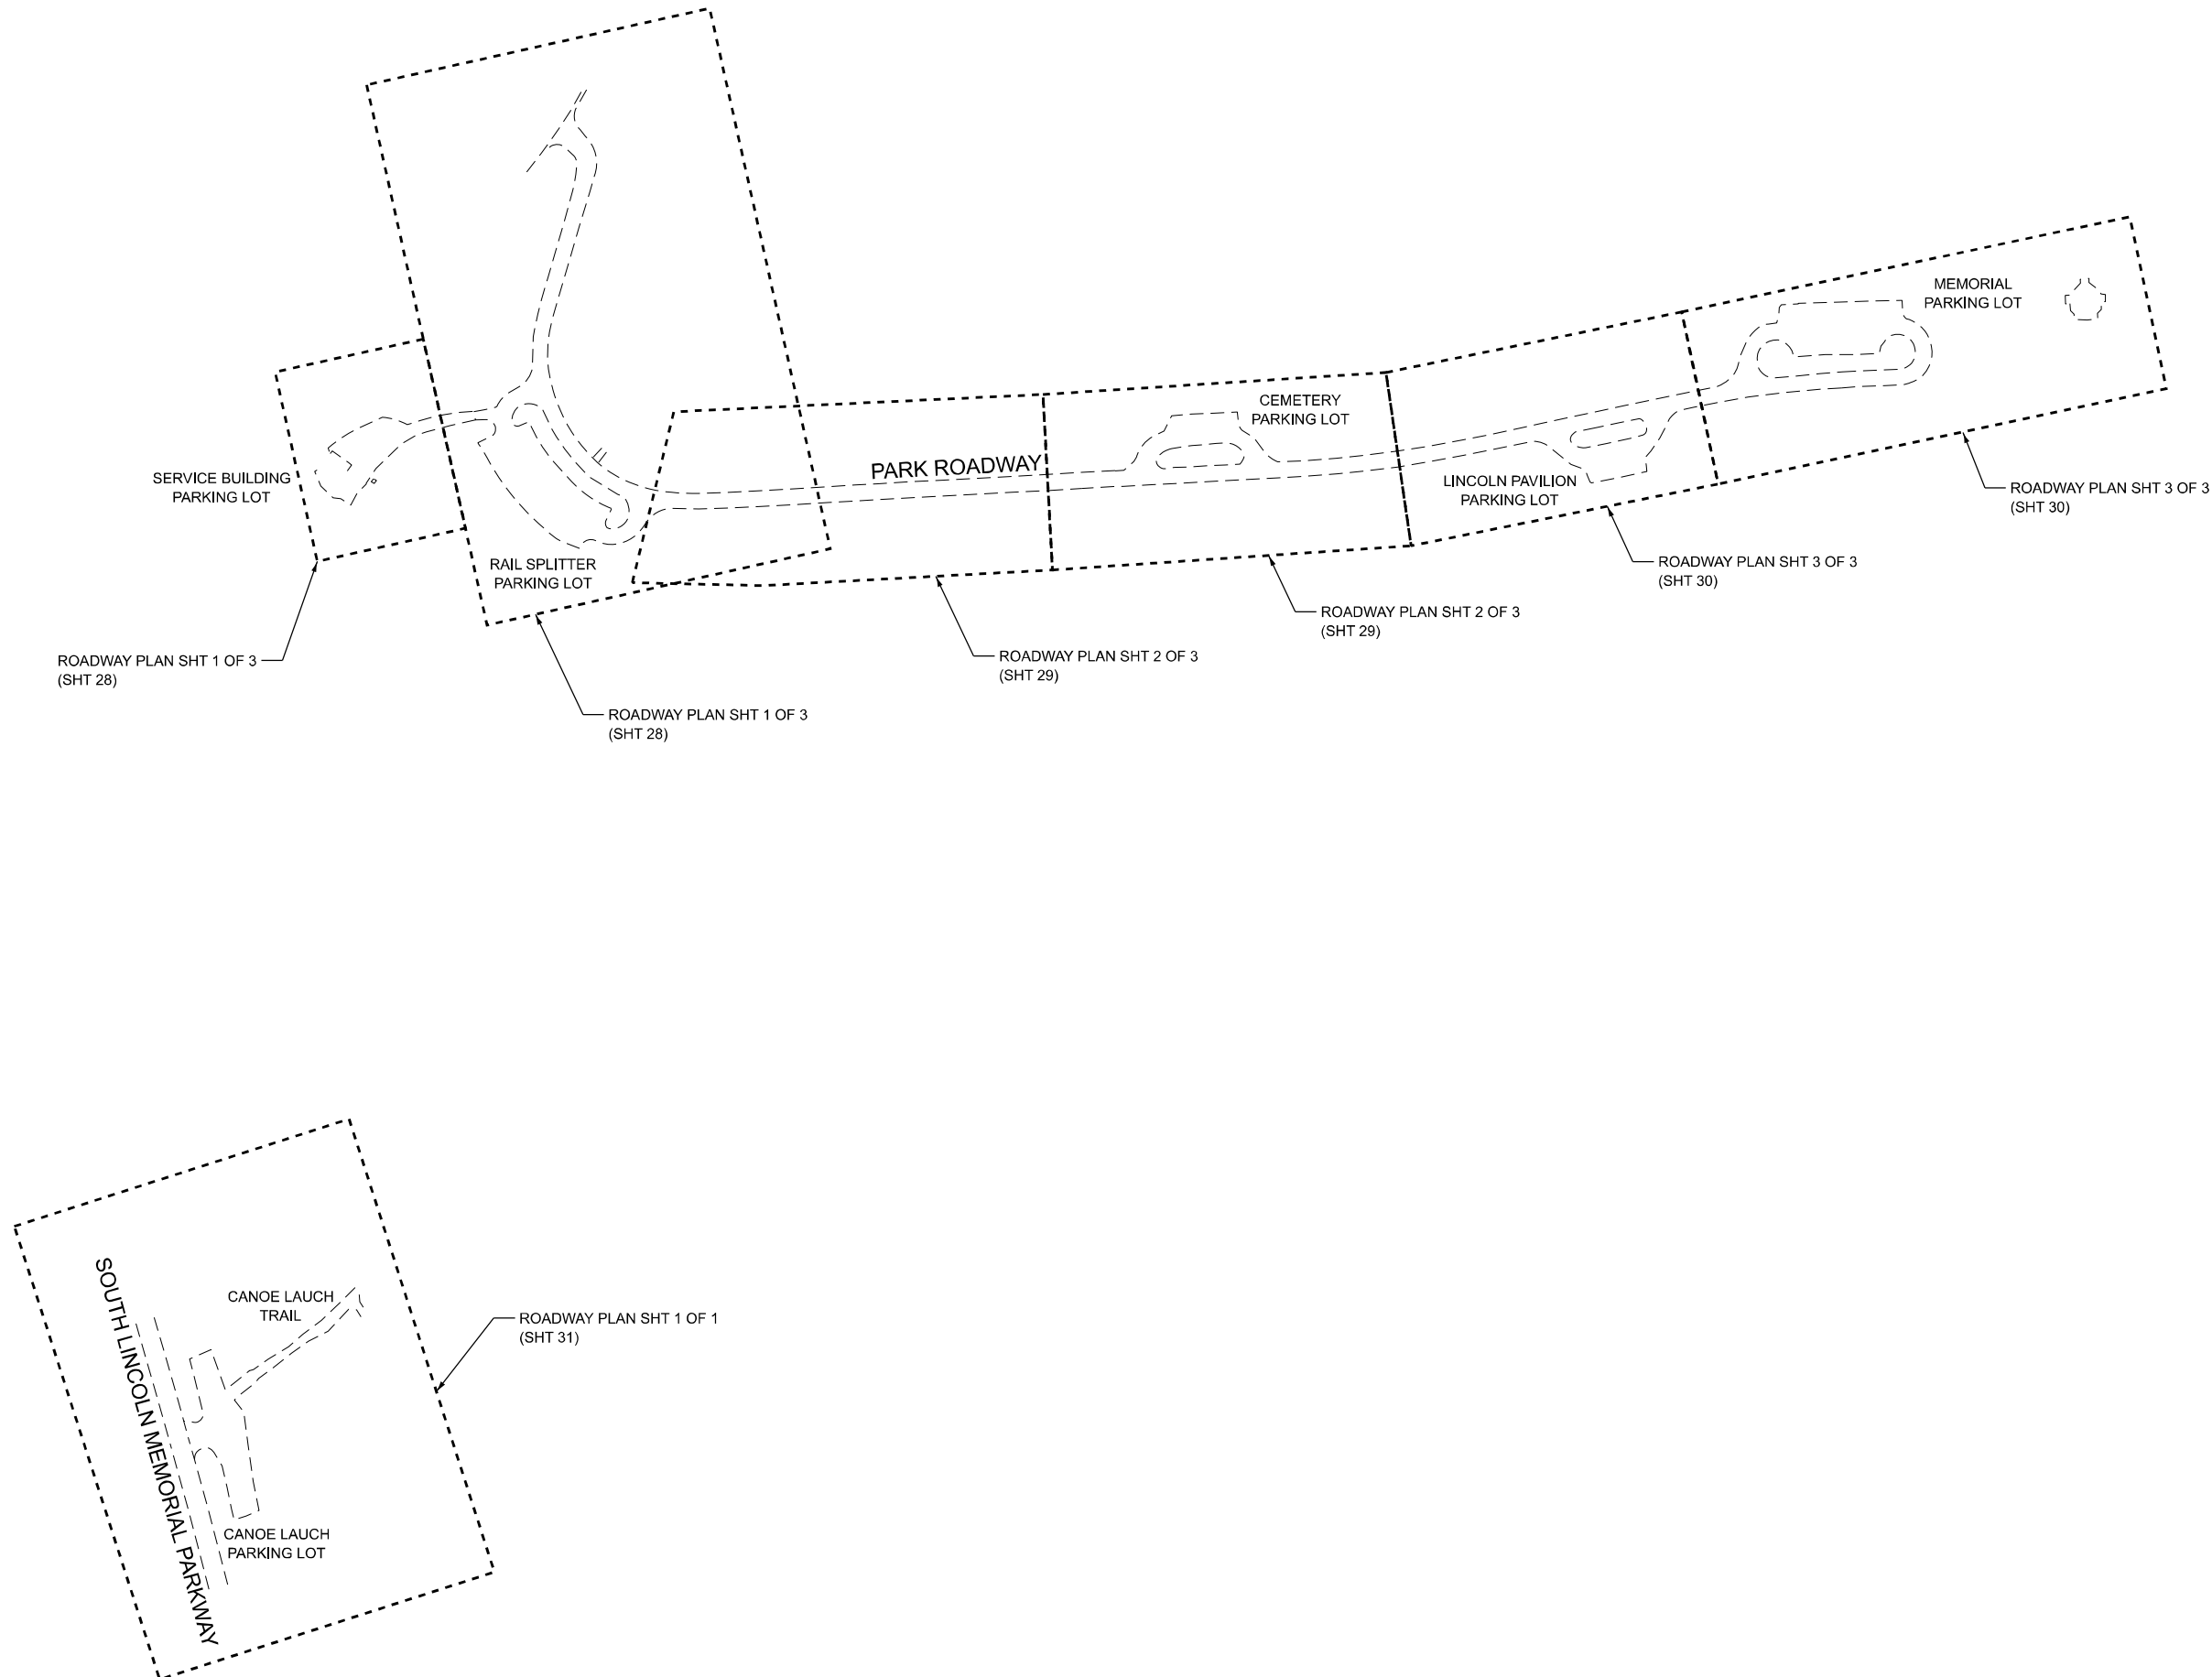 MEMORIAL
PARKING LOT
CEMETERY
PARKING LOT
PARK ROADWAY
SERVICE BUILDING
PARKING LOT
LINCOLN PAVILION
PARKING LOT
ROADWAY PLAN SHT 3 OF 3
(SHT 30)
RAIL SPLITTER
PARKING LOT
ROADWAY PLAN SHT 3 OF 3
(SHT 30)
ROADWAY PLAN SHT 2 OF 3
(SHT 29)
ROADWAY PLAN SHT 1 OF 3
(SHT 28)
ROADWAY PLAN SHT 2 OF 3
(SHT 29)
ROADWAY PLAN SHT 1 OF 3
(SHT 28)
SOUTH LINCOLN MEMORIAL PARKWAY
CANOE LAUCH
TRAIL
ROADWAY PLAN SHT 1 OF 1
(SHT 31)
CANOE LAUCH
PARKING LOT